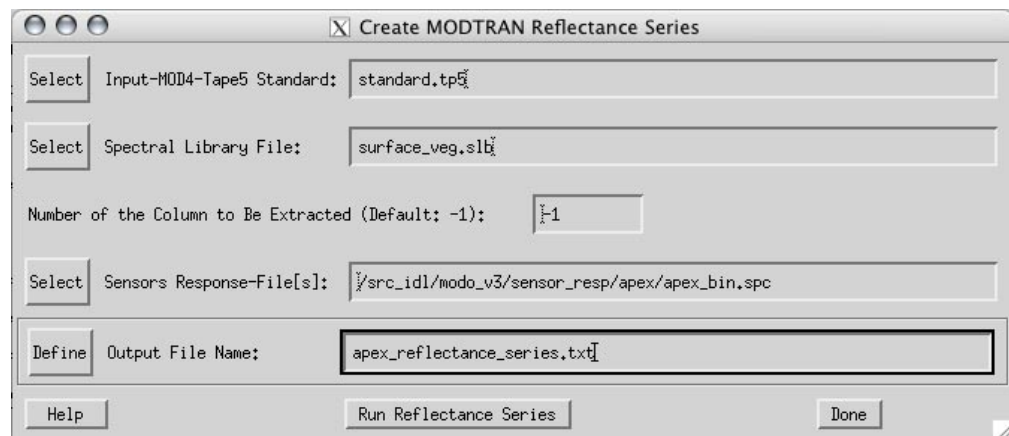 X Create MODTRAN Reflectance Series
Select Input-MOD4-Tape5 Standard: standard.tp5
Select Spectral Library File: surface_veg.slb
Number of the Column to Be Extracted (Default: -1): -1
Select Sensors Response-File[s]: /src_idl/modo_v3/sensor_resp/apex/apex_bin.spc
Define Output File Name: apex_reflectance_series.txt
Help Run Reflectance Series Done